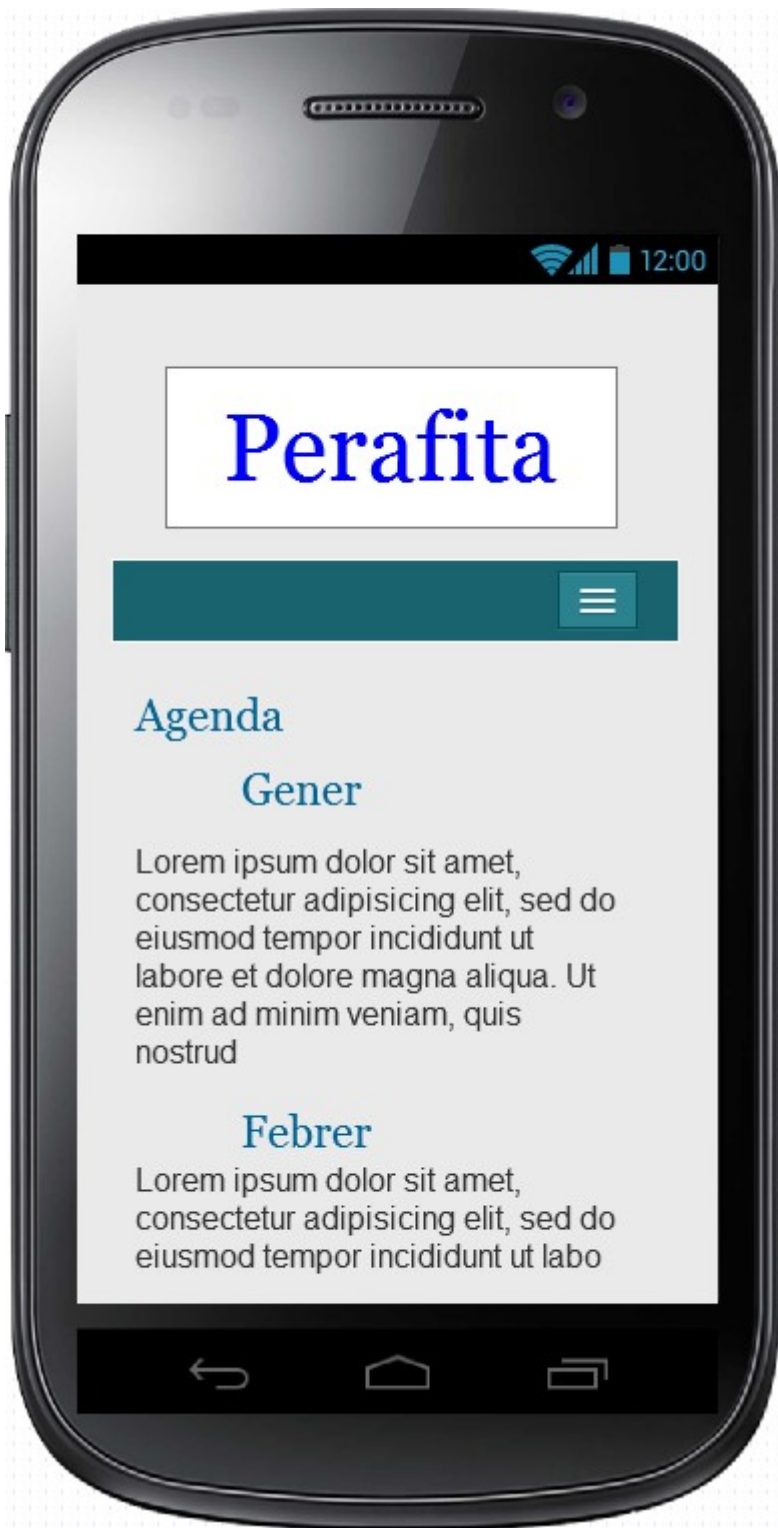 12:00
Perafita
Agenda
Gener
Lorem ipsum dolor sit amet,
consectetur adipisicing elit, sed do
eiusmod tempor incididunt ut
labore et dolore magna aliqua. Ut
enim ad minim veniam, quis
nostrud
Febrer
Lorem ipsum dolor sit amet,
consectetur adipisicing elit, sed do
eiusmod tempor incididunt ut labo